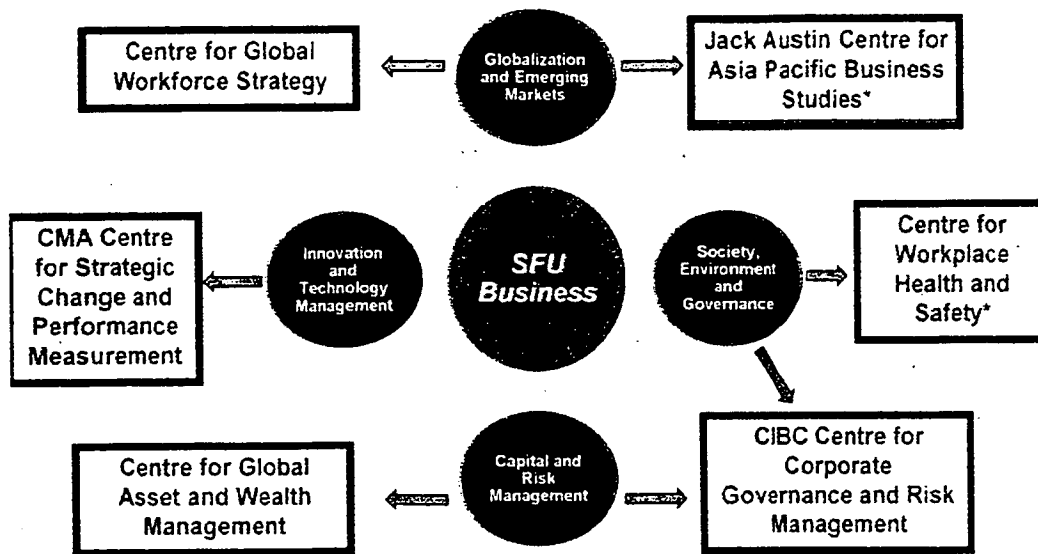 Centre for Global
Workforce Strategy
Globalization
and Emerging
Markets
Jack Austin Centre for
Asia Pacific Business
Studies*
CMA Centre
for Strategic
Change and
Performance
Measurement
Innovation
and
Technology
Management
SFU
Business
Society,
Environment
and
Governance
Centre for
Workplace
Health and
Safety*
Centre for Global
Asset and Wealth
Management
Capital and
Risk
Management
CIBC Centre for
Corporate
Governance and Risk
Management